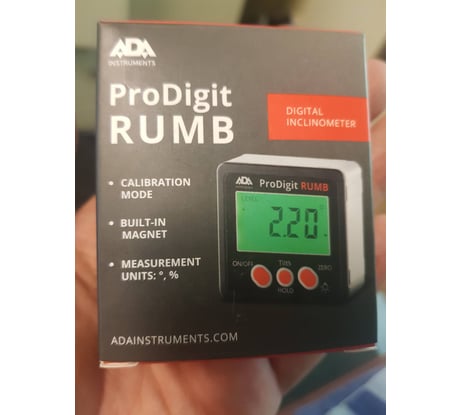 ADA
INSTRUMENTS
ProDigit
RUMB
DIGITAL
INCLINOMETER
• CALIBRATION
MODE
• BUILT-IN
MAGNET
• MEASUREMENT
UNITS: °, %
ADA ProDigit RUMB
LEVEL
2.20
ON/OFF Tilt% ZERO
HOLD
ADAINSTRUMENTS.COM